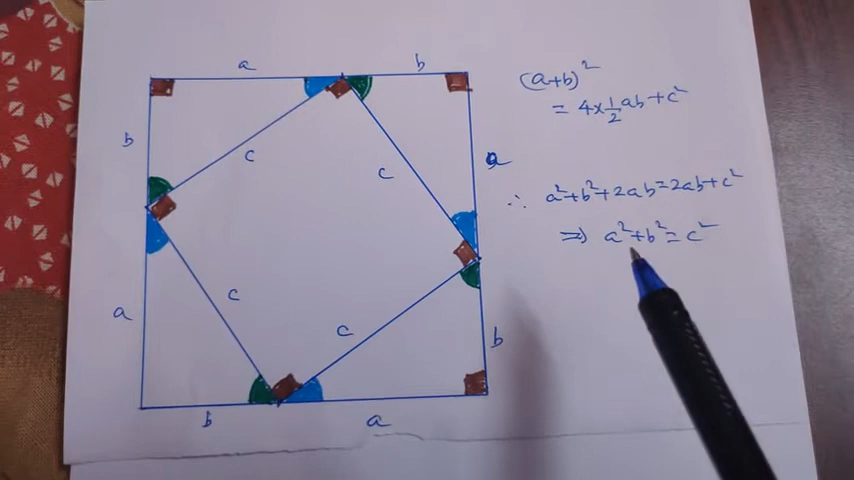 a b
(a+b)²
= 4×½ab+c²
b c c a
∴ a²+b²+2ab=2ab+c²
⇒ a²+b²=c²
a c c b
b a